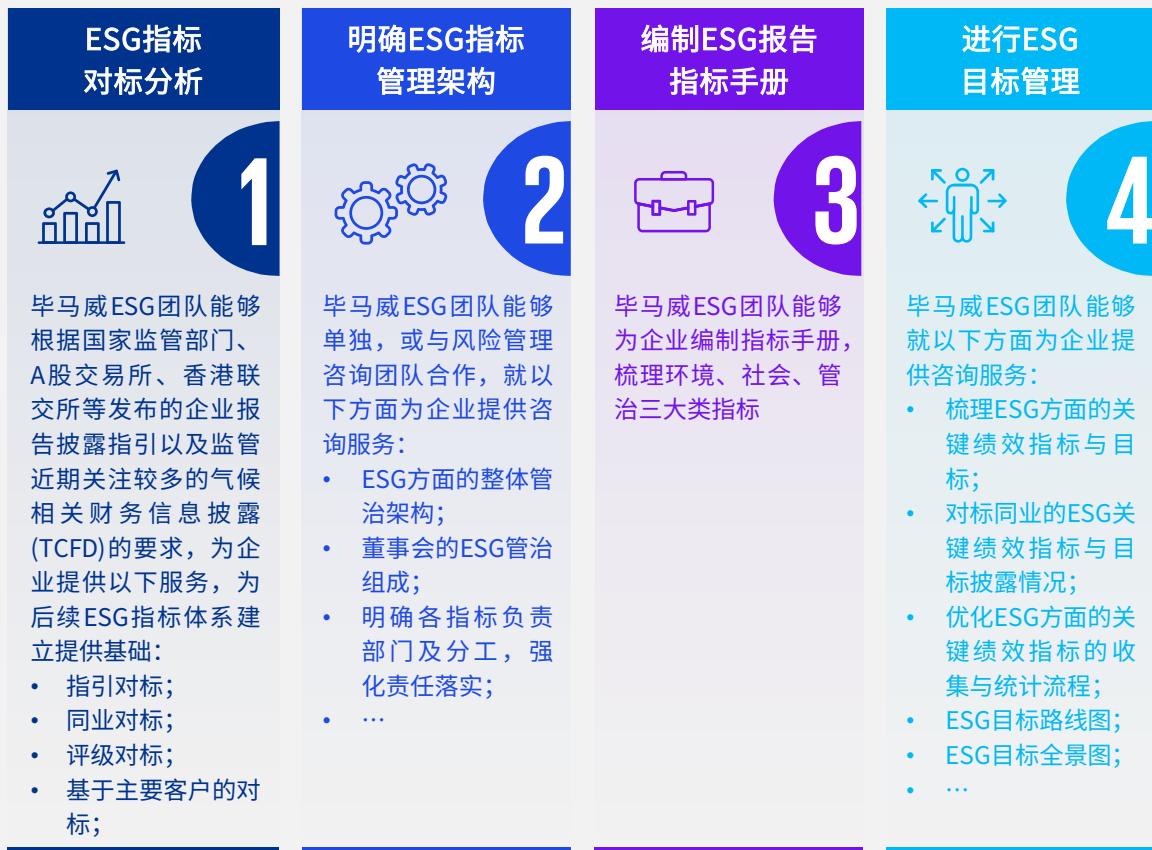 ESG指标
对标分析
1
毕马威ESG团队能够
根据国家监管部门、
A股交易所、香港联
交所等发布的企业报
告披露指引以及监管
近期关注较多的气候
相关财务信息披露
(TCFD)的要求，为企
业提供以下服务，为
后续ESG指标体系建
立提供基础：
• 指引对标；
• 同业对标；
• 评级对标；
• 基于主要客户的对
标；
明确ESG指标
管理架构
2
毕马威ESG团队能够
单独，或与风险管理
咨询团队合作，就以
下方面为企业提供咨
询服务：
• ESG方面的整体管
治架构；
• 董事会的ESG管治
组成；
• 明确各指标负责
部门及分工，强
化责任落实；
• …
编制ESG报告
指标手册
3
毕马威ESG团队能够
为企业编制指标手册，
梳理环境、社会、管
治三大类指标
进行ESG
目标管理
4
毕马威ESG团队能够
就以下方面为企业提
供咨询服务：
• 梳理ESG方面的关
键绩效指标与目
标；
• 对标同业的ESG关
键绩效指标与目
标披露情况；
• 优化ESG方面的关
键绩效指标的收
集与统计流程；
• ESG目标路线图；
• ESG目标全景图；
• …